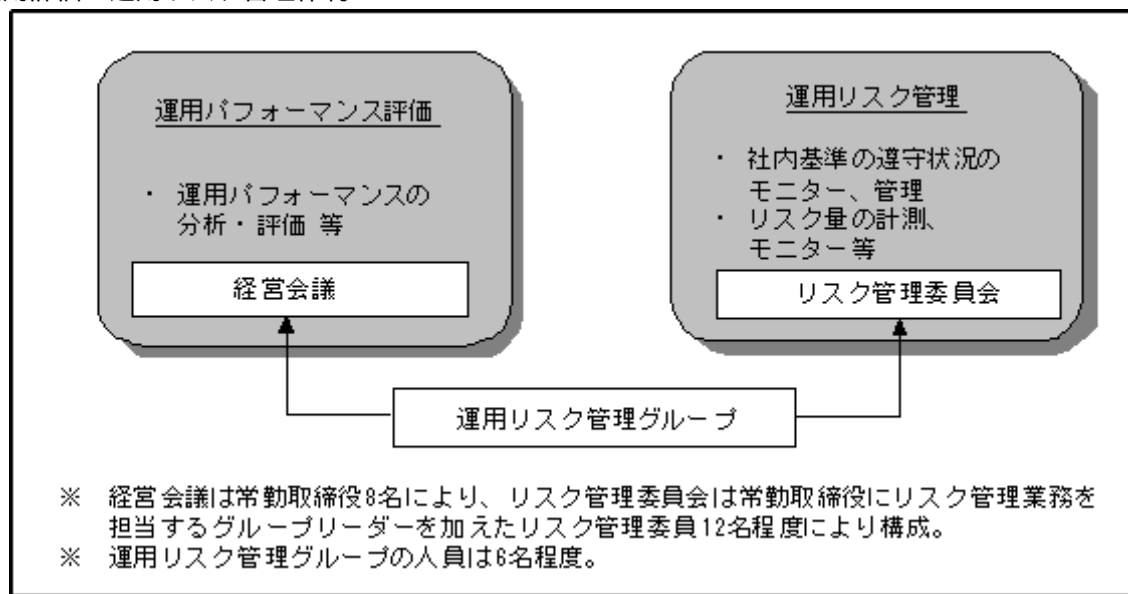 運用パフォーマンス評価
・ 運用パフォーマンスの
分析・評価 等
経営会議
運用リスク管理
・ 社内基準の遵守状況の
モニター、管理
・ リスク量の計測、
モニター等
リスク管理委員会
運用リスク管理グループ
※ 経営会議は常勤取締役8名により、リスク管理委員会は常勤取締役にリスク管理業務を
担当するグループリーダーを加えたリスク管理委員12名程度により構成。
※ 運用リスク管理グループの人員は6名程度。